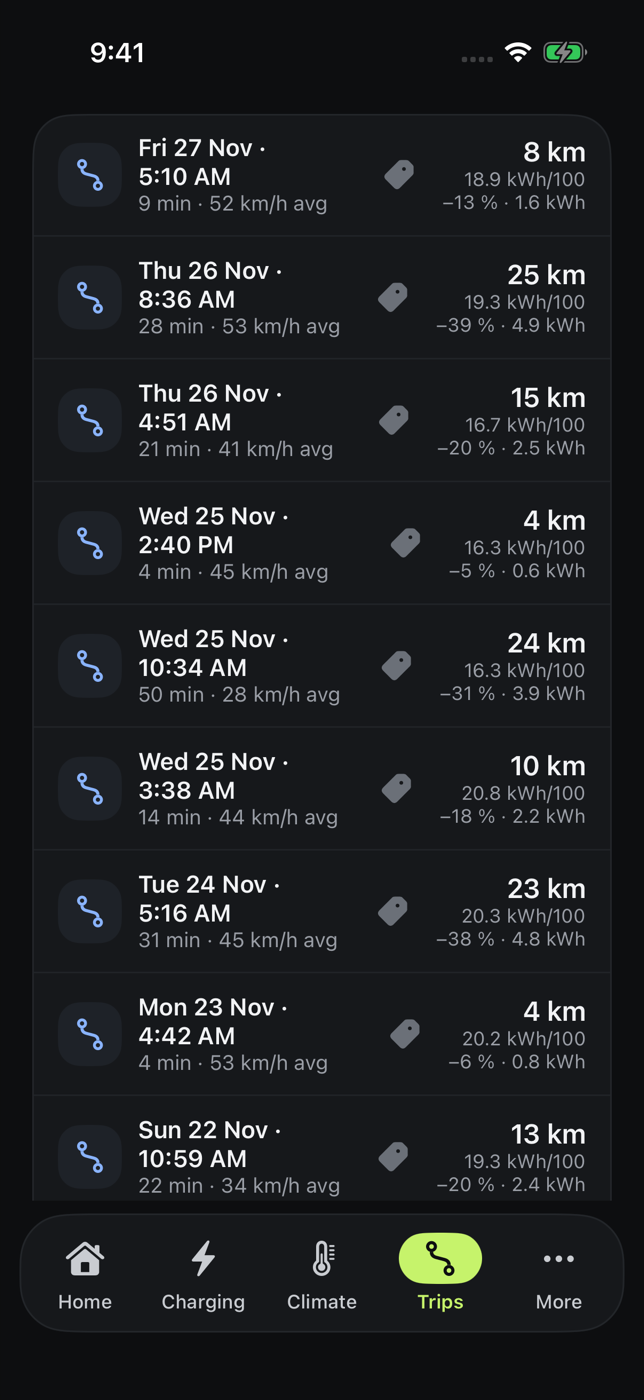 9:41
Fri 27 Nov ·
5:10 AM
9 min · 52 km/h avg
8 km
18.9 kWh/100
−13 % · 1.6 kWh
Thu 26 Nov ·
8:36 AM
28 min · 53 km/h avg
25 km
19.3 kWh/100
−39 % · 4.9 kWh
Thu 26 Nov ·
4:51 AM
21 min · 41 km/h avg
15 km
16.7 kWh/100
−20 % · 2.5 kWh
Wed 25 Nov ·
2:40 PM
4 min · 45 km/h avg
4 km
16.3 kWh/100
−5 % · 0.6 kWh
Wed 25 Nov ·
10:34 AM
50 min · 28 km/h avg
24 km
16.3 kWh/100
−31 % · 3.9 kWh
Wed 25 Nov ·
3:38 AM
14 min · 44 km/h avg
10 km
20.8 kWh/100
−18 % · 2.2 kWh
Tue 24 Nov ·
5:16 AM
31 min · 45 km/h avg
23 km
20.3 kWh/100
−38 % · 4.8 kWh
Mon 23 Nov ·
4:42 AM
4 min · 53 km/h avg
4 km
20.2 kWh/100
−6 % · 0.8 kWh
Sun 22 Nov ·
10:59 AM
22 min · 34 km/h avg
13 km
19.3 kWh/100
−20 % · 2.4 kWh
Home
Charging
Climate
Trips
More